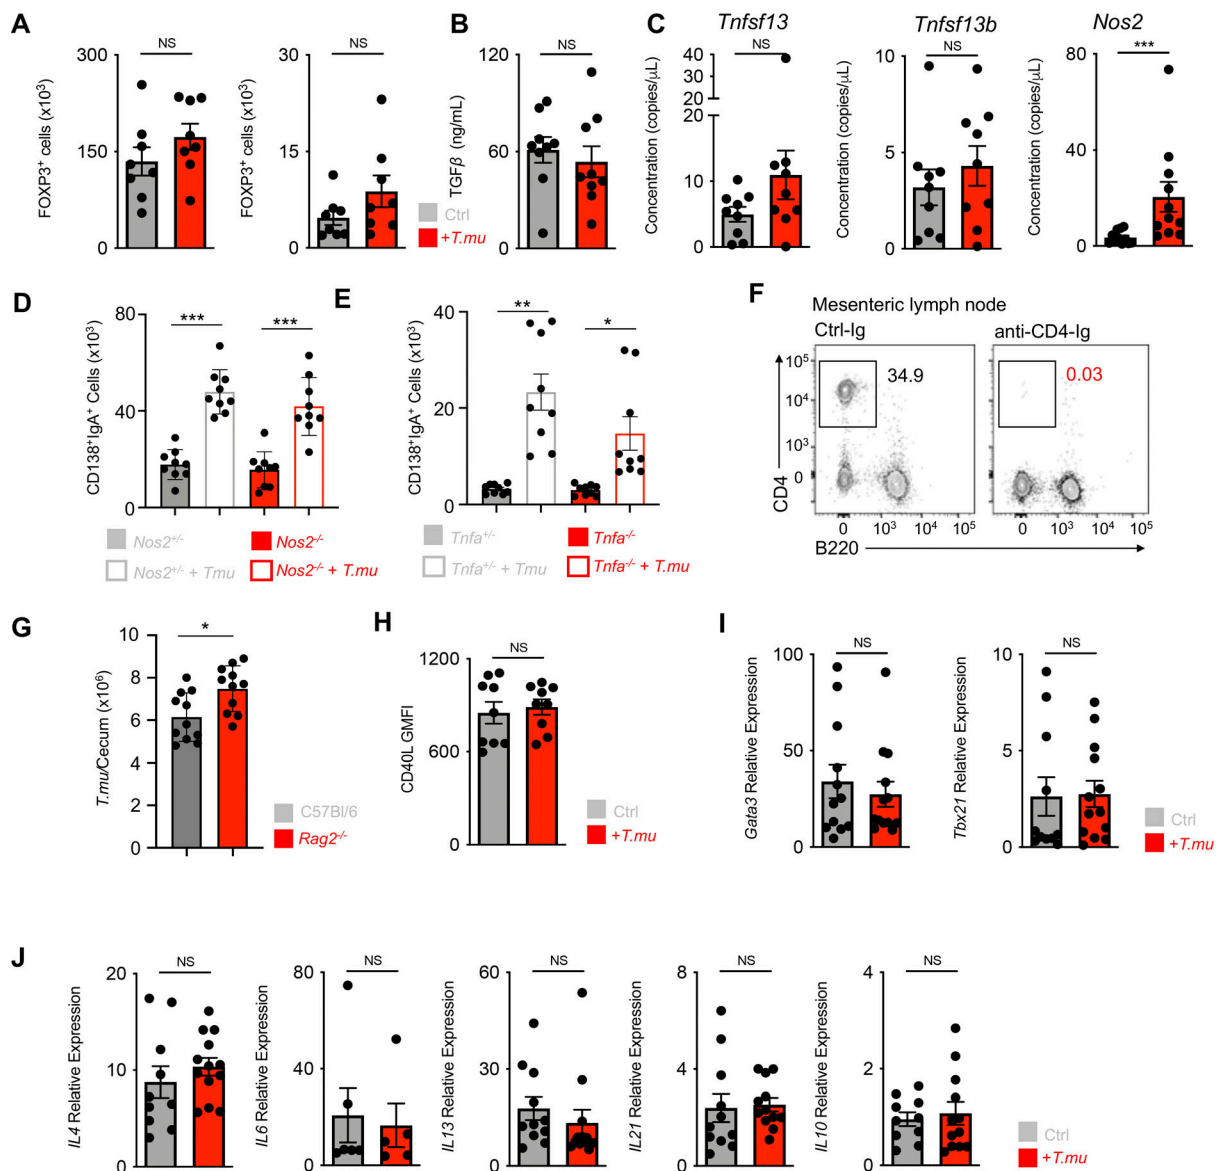 A
FOXP3+ cells (x10³)
300
150
0
NS
FOXP3+ cells (x10³)
30
15
0
NS
B
TGFβ (ng/mL)
120
60
0
NS
Ctrl
+T.mu
C
Tnfsf13
Concentration (copies/µL)
40
30
20
20
10
0
NS
Tnfsf13b
Concentration (copies/µL)
10
5
0
NS
Nos2
Concentration (copies/µL)
80
40
0
***
D
CD138+IgA+ Cells (x10³)
80
40
0
***
***
Nos2+/-
Nos2-/-
Nos2+/- + Tmu
Nos2-/- + T.mu
E
CD138+IgA+ Cells (x10³)
40
20
0
**
*
Tnfa+/-
Tnfa-/-
Tnfa+/- + Tmu
Tnfa-/- + T.mu
F
Mesenteric lymph node
Ctrl-Ig
anti-CD4-Ig
10⁵
10⁴
10³
0
34.9
0.03
CD4
0
10³
10⁴
10⁵
0
10³
10⁴
10⁵
B220
G
T.mu/Cecum (x10⁶)
10
8
6
4
2
0
*
C57Bl/6
Rag2-/-
H
CD40L GMFI
1200
600
0
NS
Ctrl
+T.mu
I
Gata3 Relative Expression
100
50
0
NS
Tbx21 Relative Expression
10
5
0
NS
Ctrl
+T.mu
J
IL4 Relative Expression
20
10
0
NS
IL6 Relative Expression
80
40
0
NS
IL13 Relative Expression
60
30
0
NS
IL21 Relative Expression
8
4
0
NS
IL10 Relative Expression
4
2
0
NS
Ctrl
+T.mu